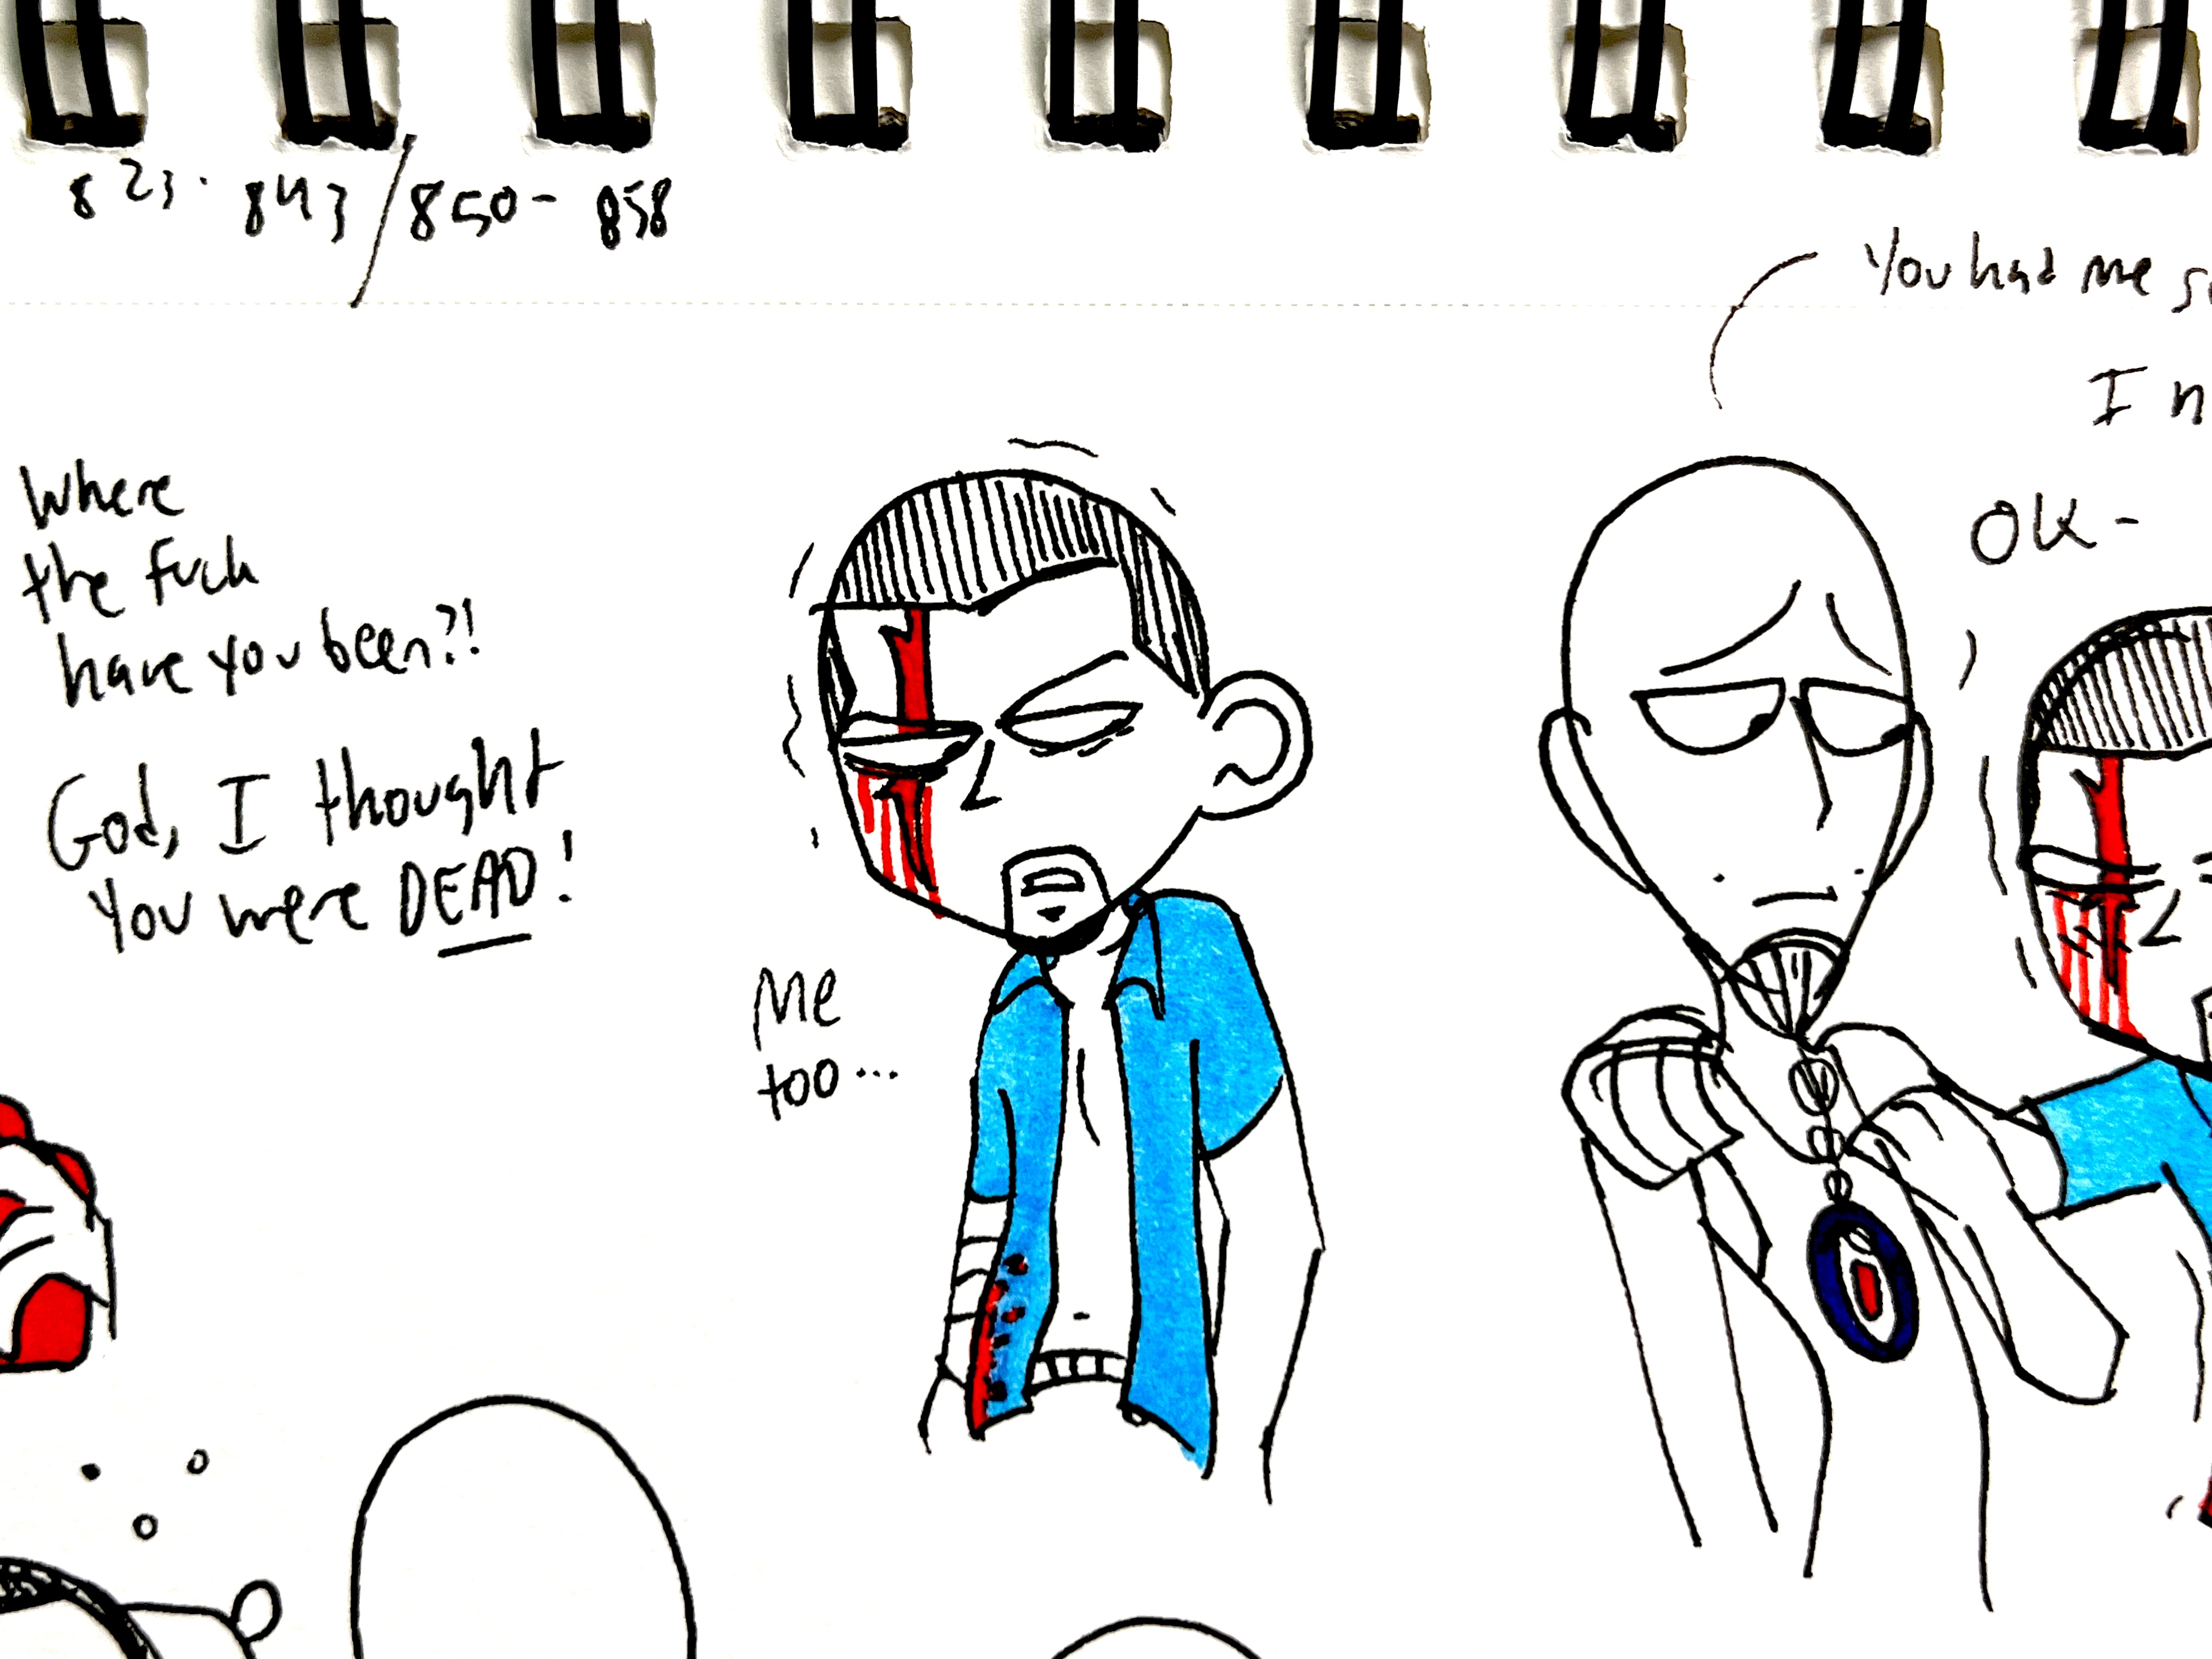 823-843/850-858
You had me
I
OK-
Where
the fuck
have you been?!
God, I thought
you were DEAD!
Me
too...